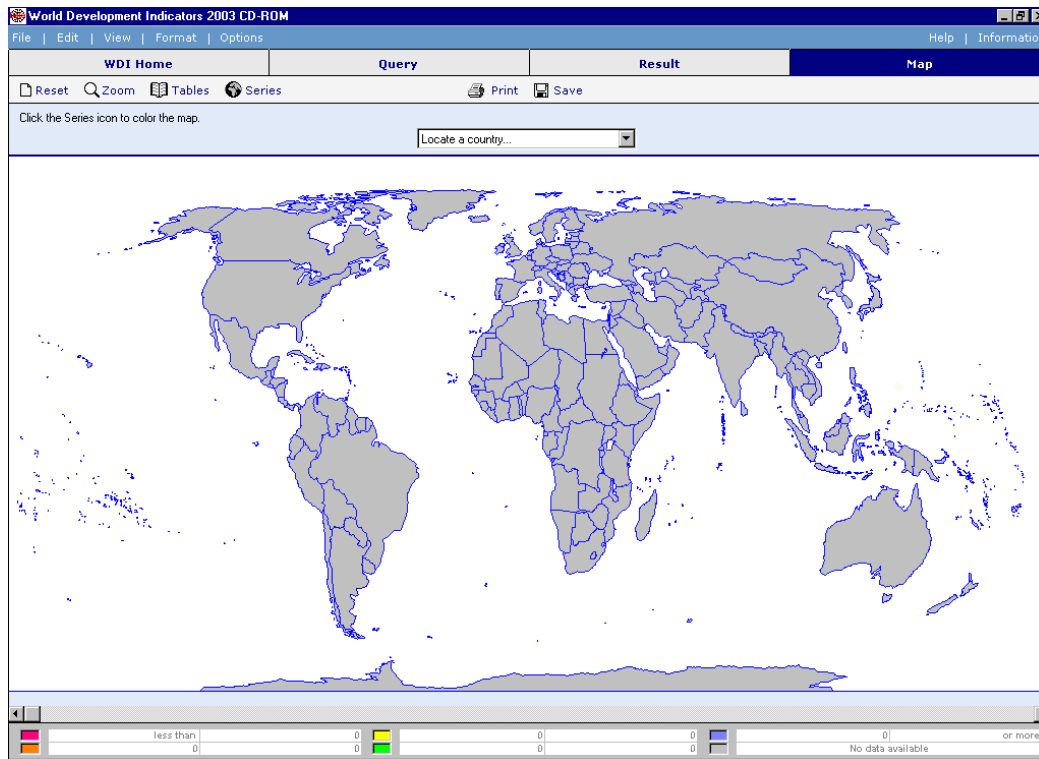 World Development Indicators 2003 CD-ROM
File | Edit | View | Format | Options Help | Informatio
WDI Home Query Result Map
Reset Zoom Tables Series Print Save
Click the Series icon to color the map.
Locate a country...
less than 0 0 0 or more
0 0 0 0 No data available